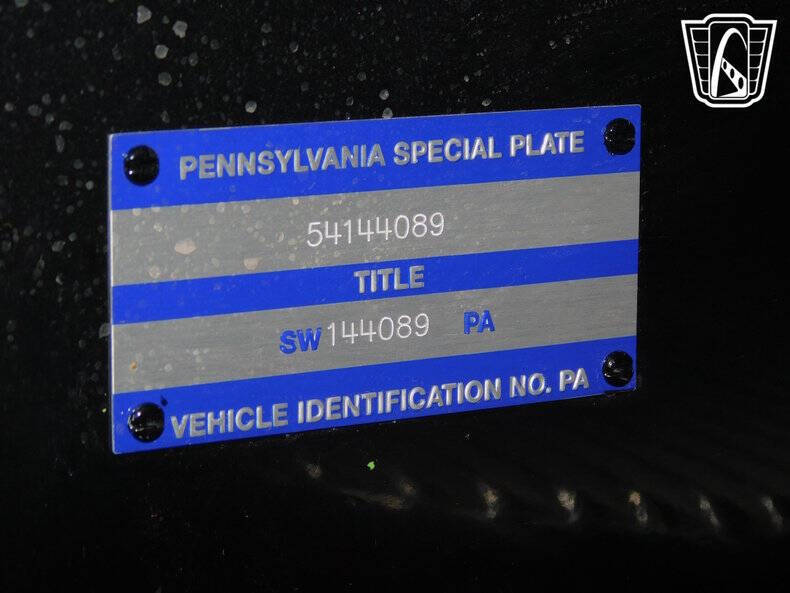 PENNSYLVANIA SPECIAL PLATE
54144089
TITLE
SW144089 PA
VEHICLE IDENTIFICATION NO. PA